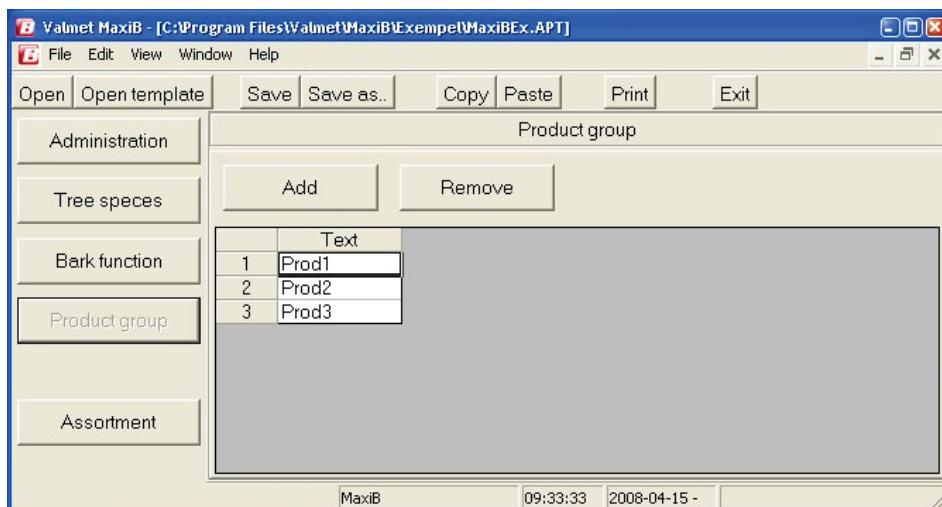 Valmet MaxiB - [C:\Program Files\Valmet\MaxiB\Exempel\MaxiBEx.APT]
File Edit View Window Help
Open Open template Save Save as.. Copy Paste Print Exit
Administration
Tree speces
Bark function
Product group
Assortment
Product group
Add Remove
Text
1 Prod1
2 Prod2
3 Prod3
MaxiB 09:33:33 2008-04-15 -